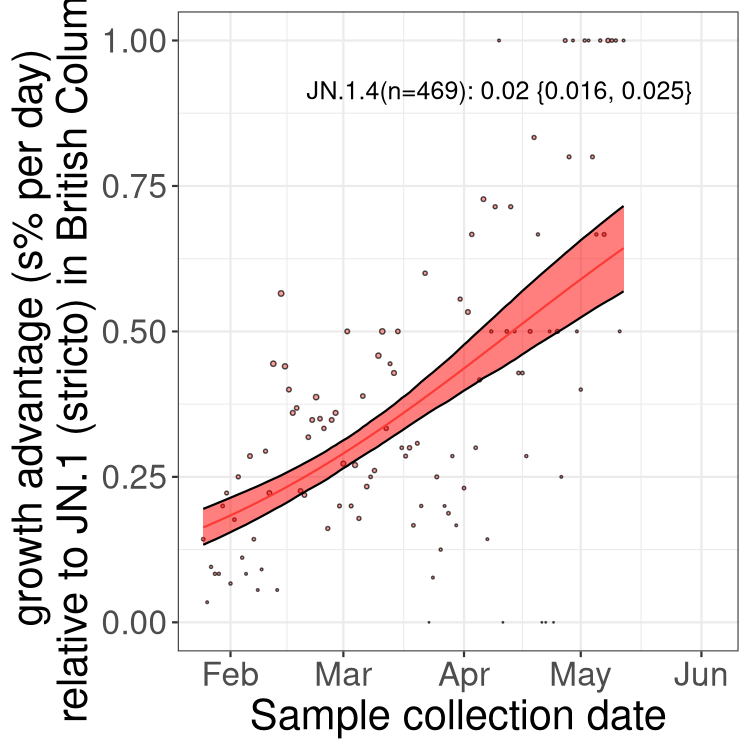 growth advantage (s% per day)
relative to JN.1 (stricto) in British Colum
1.00
0.75
0.50
0.25
0.00
JN.1.4(n=469): 0.02 {0.016, 0.025}
Feb Mar Apr May Jun
Sample collection date